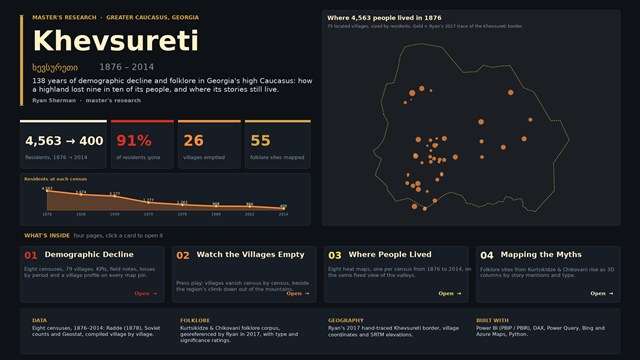 MASTER'S RESEARCH · GREATER CAUCASUS, GEORGIA
Khevsureti
ხევსურეთი 1876 – 2014
138 years of demographic decline and folklore in Georgia's high Caucasus: how
a highland lost nine in ten of its people, and where its stories still live.
Ryan Sherman · master's research
4,563 → 400
Residents, 1876 → 2014
91%
of residents gone
26
villages emptied
55
folklore sites mapped
Residents at each census
4,563
1876 1926 1939 1970 1979 1989 2002 2014
Where 4,563 people lived in 1876
79 located villages, sized by residents. Gold = Ryan's 2017 trace of the Khevsureti border.
WHAT'S INSIDE four pages, click a card to open it
01 Demographic Decline
Eight censuses, 79 villages. KPIs, field notes, losses
by period and a village profile on every map pin.
Open →
02 Watch the Villages Empty
Press play: villages vanish census by census, beside
the region's climb down out of the mountains.
Open →
03 Where People Lived
Eight heat maps, one per census from 1876 to 2014, on
the same fixed view of the valleys.
Open →
04 Mapping the Myths
Folklore sites from Kurtsikidze & Chikovani rise as 3D
columns by story mentions and type.
Open →
DATA
Eight censuses, 1876–2014: Radde (1878), Soviet
counts and Geostat, compiled village by village.
FOLKLORE
Kurtsikidze & Chikovani folklore corpus,
georeferenced by Ryan in 2017, with type and
significance ratings.
GEOGRAPHY
Ryan's 2017 hand-traced Khevsureti border, village
coordinates and SRTM elevations.
BUILT WITH
Power BI (PBIP / PBIR), DAX, Power Query, Bing and
Azure Maps, Python.